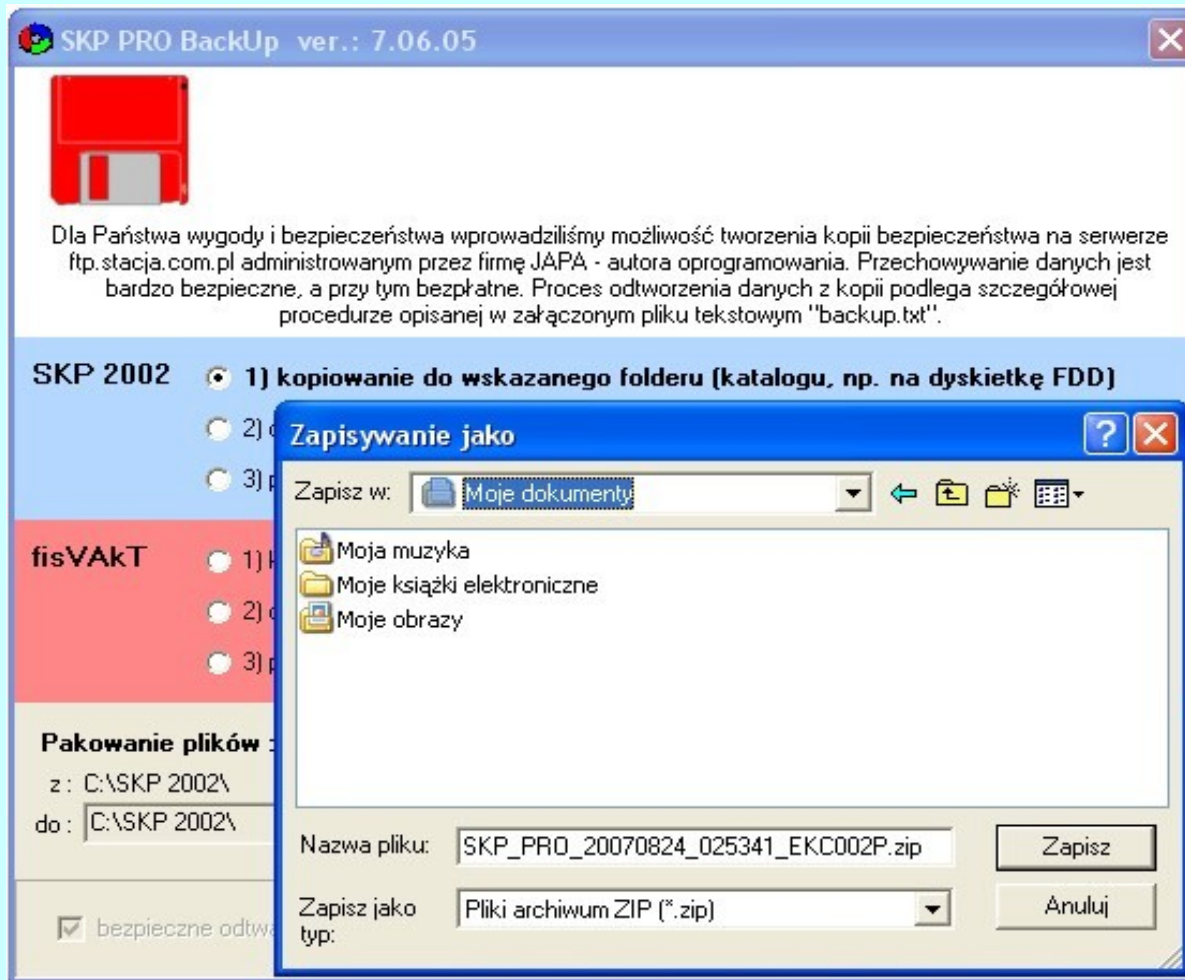 SKP PRO BackUp ver.: 7.06.05
Dla Państwa wygody i bezpieczeństwa wprowadziliśmy możliwość tworzenia kopii bezpieczeństwa na serwerze
ftp.stacja.com.pl administrowanym przez firmę JAPA - autora oprogramowania. Przechowywanie danych jest
bardzo bezpieczne, a przy tym bezpłatne. Proces odtworzenia danych z kopii podlega szczegółowej
procedurze opisanej w załączonym pliku tekstowym "backup.txt".
SKP 2002 1) kopiowanie do wskazanego folderu (katalogu, np. na dyskietkę FDD)
2)
3)
fisVAkT 1)
2)
3)
Pakowanie plików :
z : C:\SKP 2002\
do : C:\SKP 2002\
bezpieczne
Zapisywanie jako
Zapisz w: Moje dokumenty
Moja muzyka
Moje książki elektroniczne
Moje obrazy
Nazwa pliku: SKP_PRO_20070824_025341_EKC002P.zip Zapisz
Zapisz jako typ: Pliki archiwum ZIP (*.zip) Anuluj